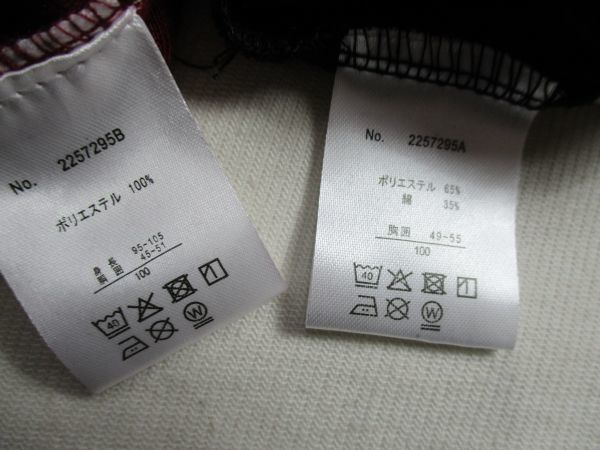 No. 2257295B
ポリエステル 100%
身長 95-105
胸囲 45-51
100
40
W
No. 2257295A
ポリエステル 65%
綿 35%
胸囲 49-55
100
40
W